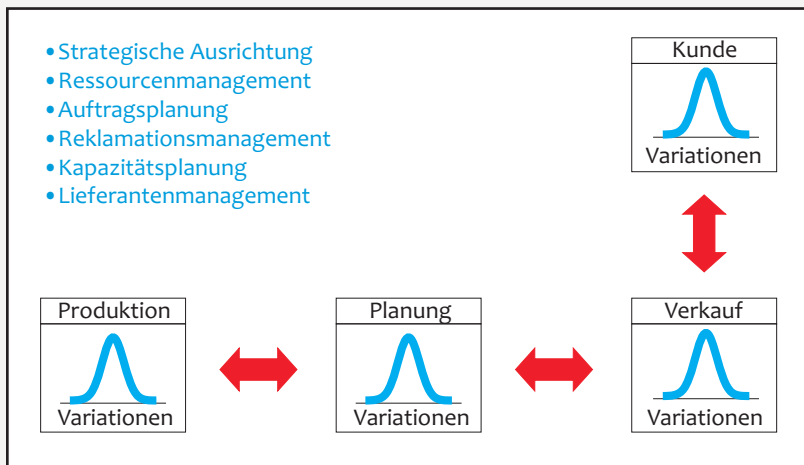 • Strategische Ausrichtung
• Ressourcenmanagement
• Auftragsplanung
• Reklamationsmanagement
• Kapazitätsplanung
• Lieferantenmanagement
Kunde
Variationen
Produktion
Variationen
Planung
Variationen
Verkauf
Variationen